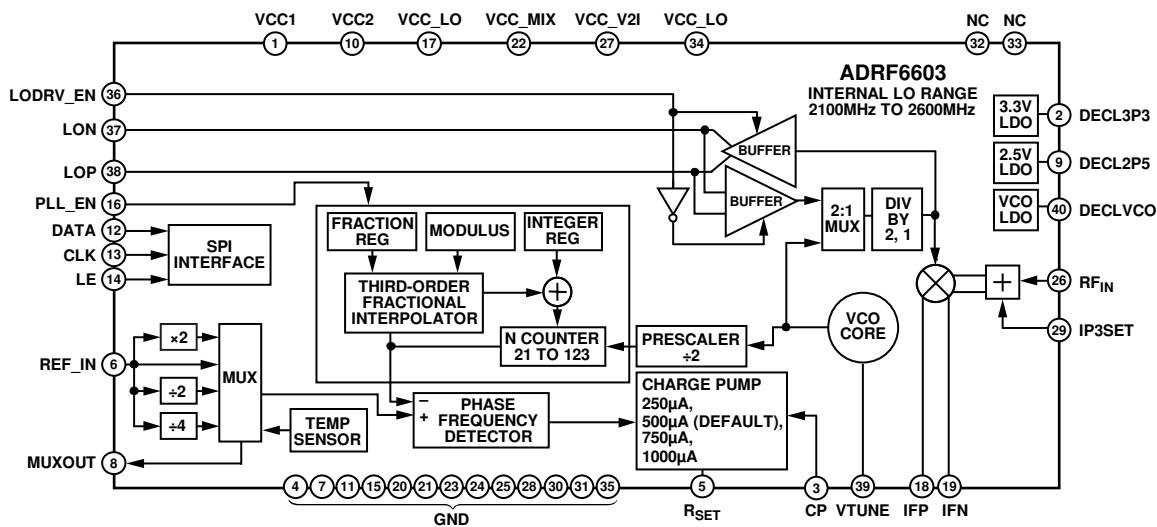 VCC1 VCC2 VCC_LO VCC_MIX VCC_V2I VCC_LO NC NC
1 10 17 22 27 34 32 33
ADRF6603
INTERNAL LO RANGE
2100MHz TO 2600MHz
LODRV_EN 36
LON 37
LOP 38
PLL_EN 16
DATA 12
CLK 13
LE 14
SPI
INTERFACE
3.3V
LDO
2 DECL3P3
2.5V
LDO
9 DECL2P5
VCO
LDO
40 DECLVCO
BUFFER
BUFFER
2:1
MUX
DIV
BY
2, 1
FRACTION
REG
MODULUS
INTEGER
REG
THIRD-ORDER
FRACTIONAL
INTERPOLATOR
+
N COUNTER
21 TO 123
PRESCALER
÷2
VCO
CORE
+
26 RFIN
29 IP3SET
REF_IN 6
×2
÷2
÷4
MUX
TEMP
SENSOR
MUXOUT 8
−
+
PHASE
FREQUENCY
DETECTOR
CHARGE PUMP
250µA,
500µA (DEFAULT),
750µA,
1000µA
4 7 11 15 20 21 23 24 25 28 30 31 35
GND
5 3 39 18 19
RSET CP VTUNE IFP IFN